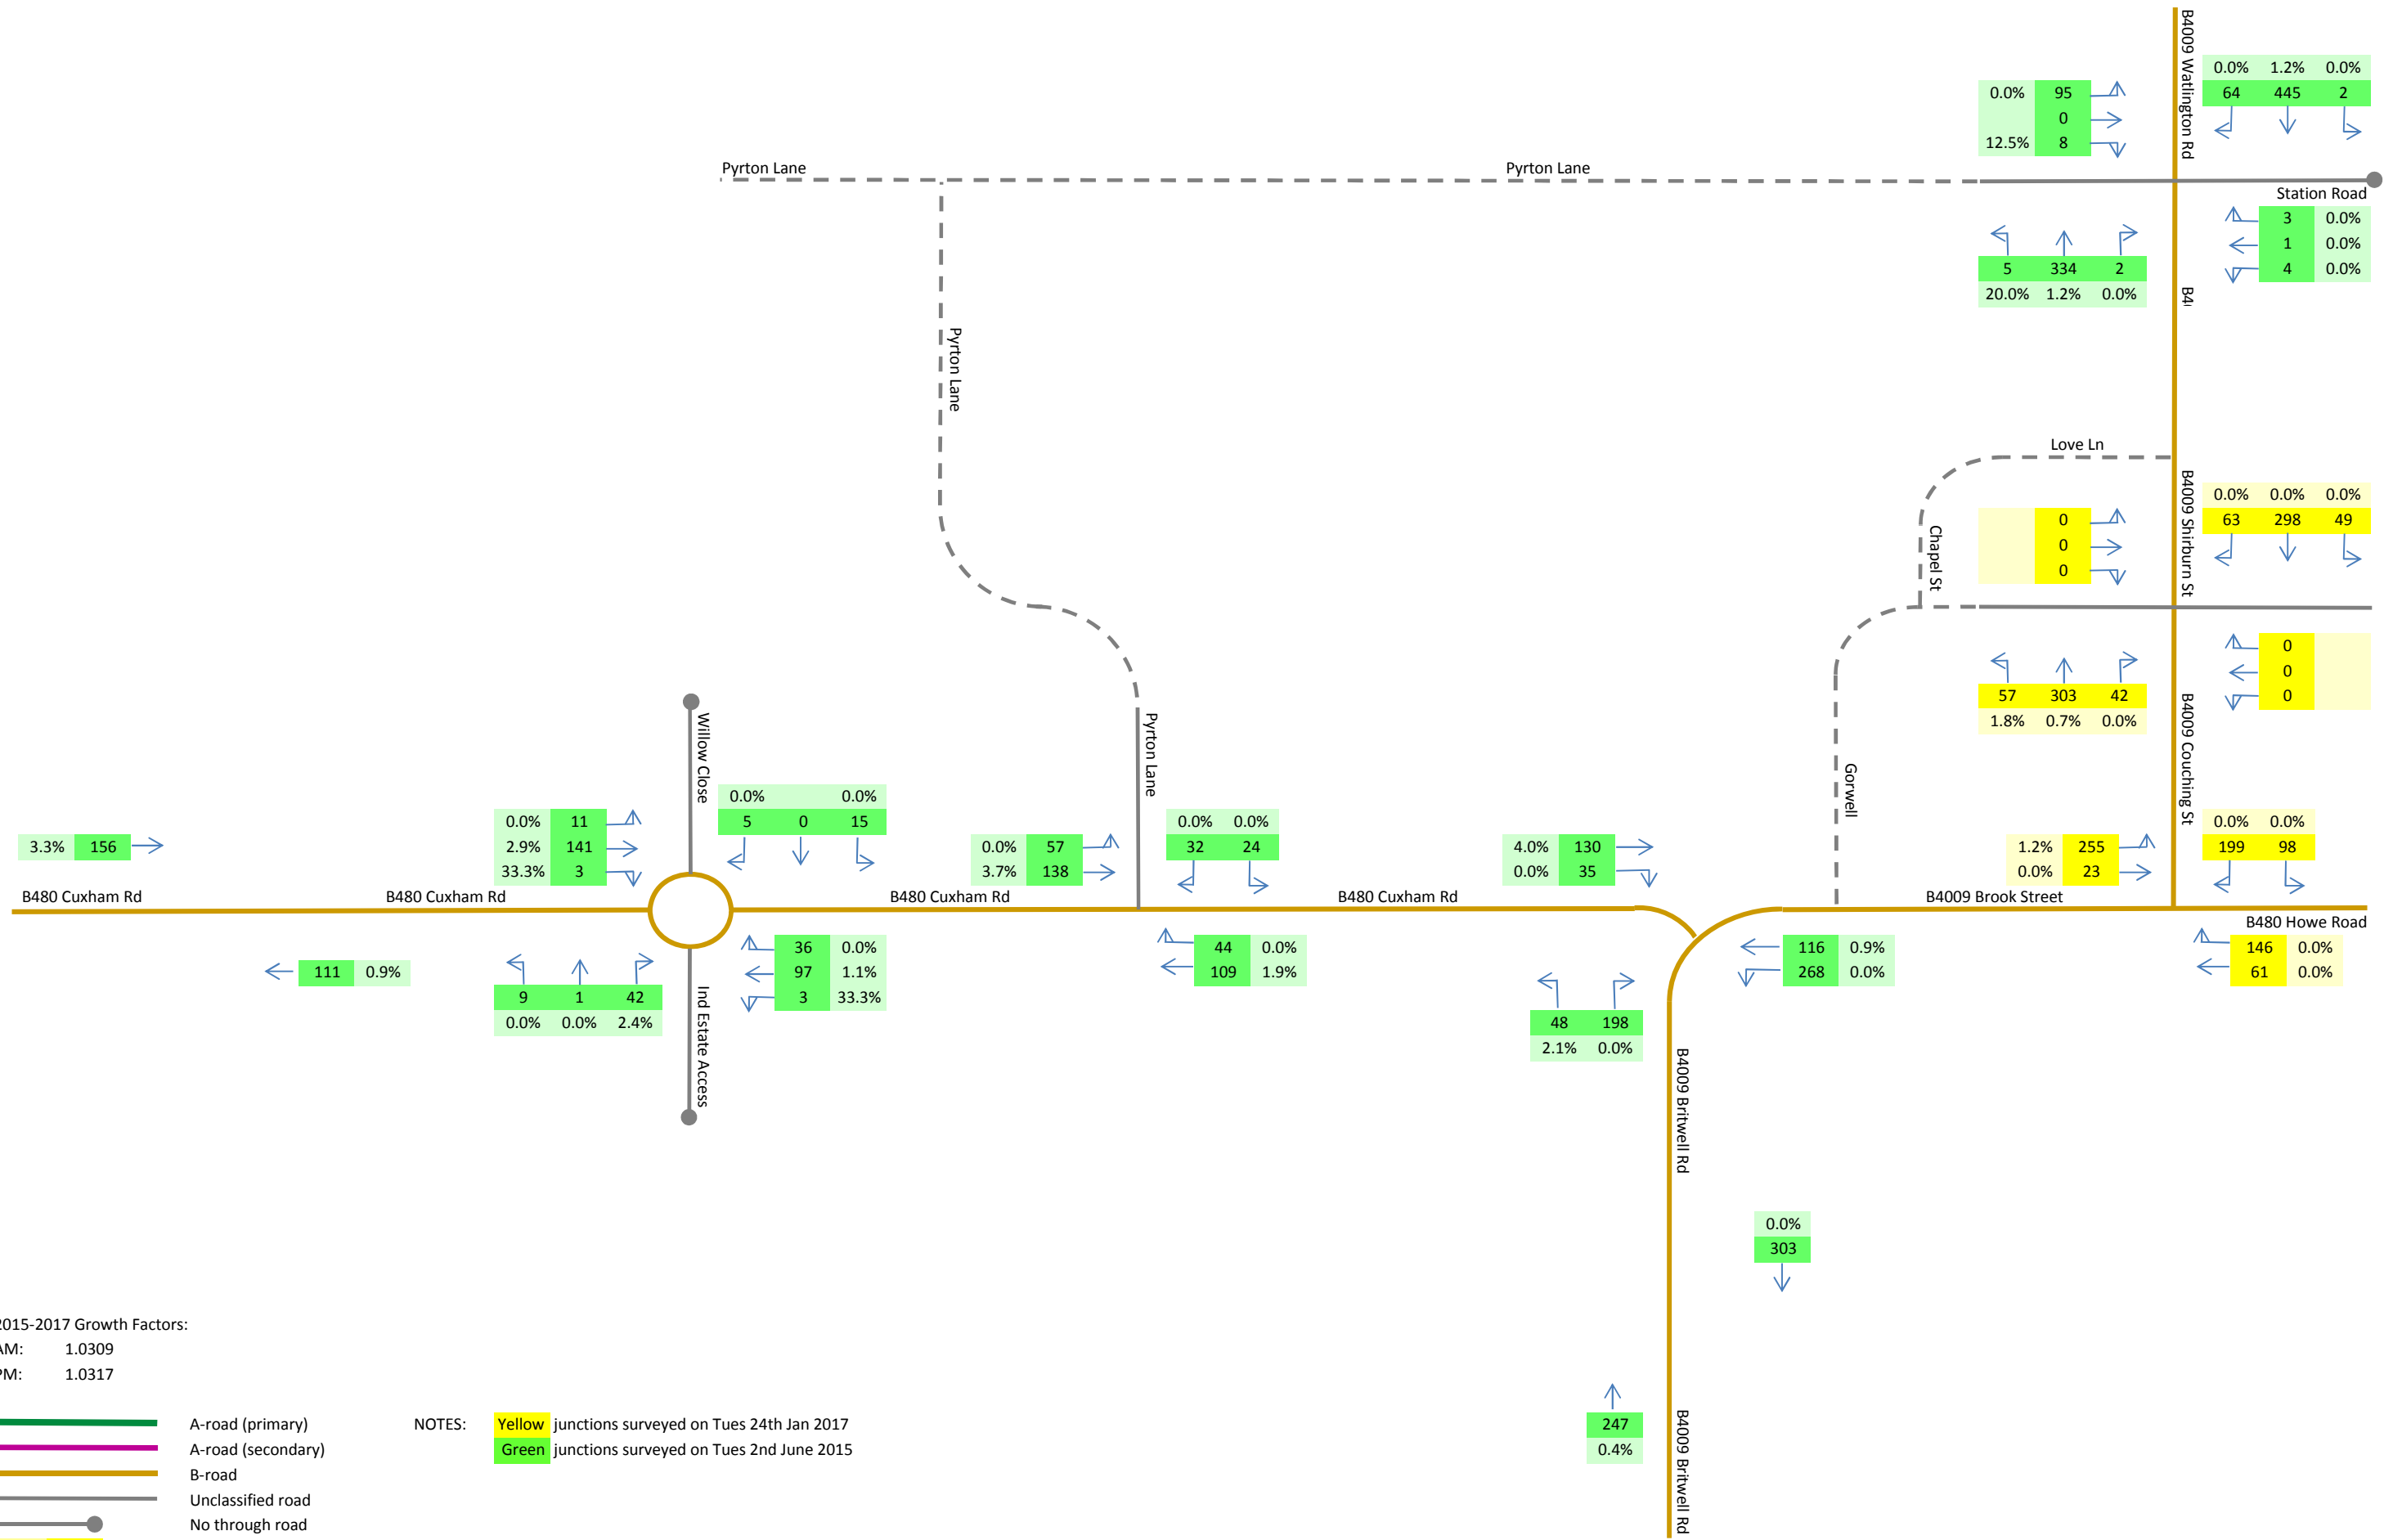 B4009 Watlington Rd
0.0% 1.2% 0.0%
64 445 2
0.0% 95
0
12.5% 8
Pyrton Lane
Pyrton Lane
Station Road
3 0.0%
1 0.0%
4 0.0%
5 334 2
20.0% 1.2% 0.0%
Pyrton Lane
Love Ln
B4009 Shirburn St
0.0% 0.0% 0.0%
63 298 49
0
0
0
Chapel St
0
0
0
57 303 42
1.8% 0.7% 0.0%
B4009 Couching St
Willow Close
Pyrton Lane
Gorwell
0.0% 0.0%
5 0 15
0.0% 11
2.9% 141
33.3% 3
3.3% 156
0.0% 57
3.7% 138
0.0% 0.0%
32 24
4.0% 130
0.0% 35
1.2% 255
0.0% 23
0.0% 0.0%
199 98
B480 Cuxham Rd
B480 Cuxham Rd
B480 Cuxham Rd
B480 Cuxham Rd
B4009 Brook Street
B480 Howe Road
111 0.9%
9 1 42
0.0% 0.0% 2.4%
36 0.0%
97 1.1%
3 33.3%
Ind Estate Access
44 0.0%
109 1.9%
48 198
2.1% 0.0%
116 0.9%
268 0.0%
146 0.0%
61 0.0%
B4009 Britwell Rd
0.0%
303
247
0.4%
B4009 Britwell Rd
2015-2017 Growth Factors:
AM: 1.0309
PM: 1.0317
A-road (primary)
A-road (secondary)
B-road
Unclassified road
No through road
NOTES: Yellow junctions surveyed on Tues 24th Jan 2017
Green junctions surveyed on Tues 2nd June 2015